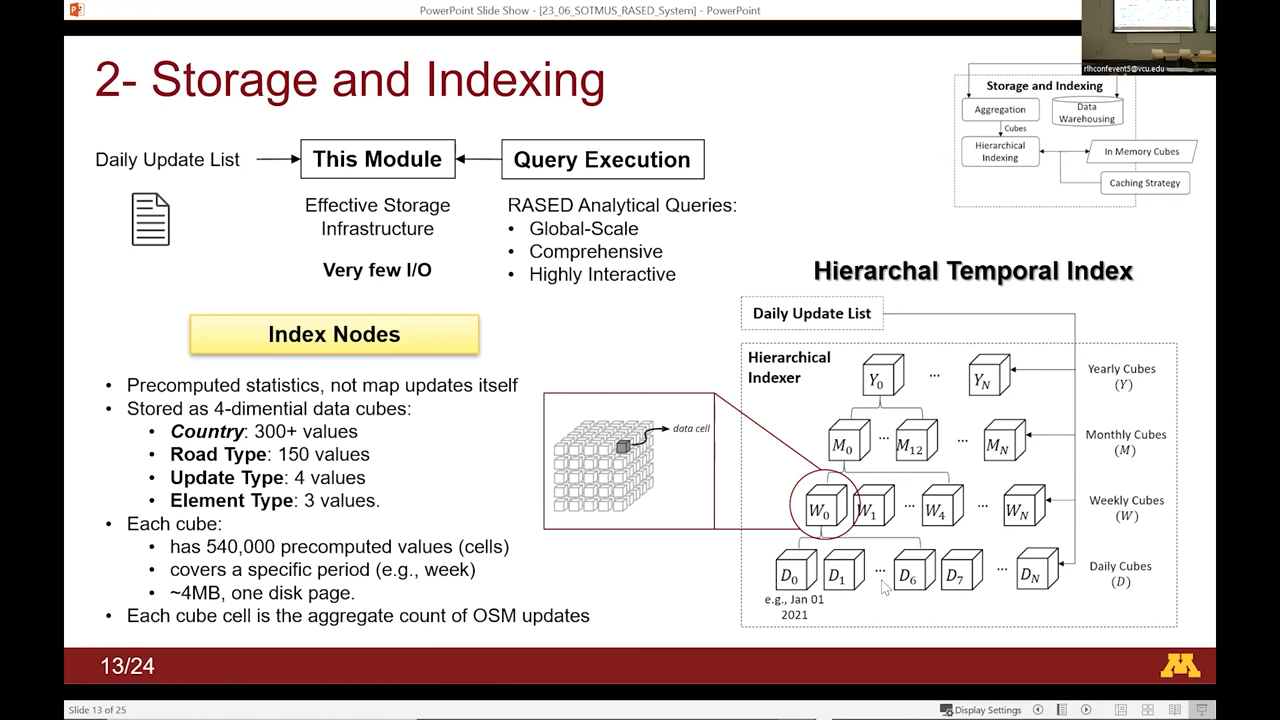 PowerPoint Slide Show - [23_06_SOTMUS_RASED_System] - PowerPoint
rlhconfevent5@vcu.edu
2- Storage and Indexing
Daily Update List
This Module
Query Execution
Effective Storage
Infrastructure
Very few I/O
RASED Analytical Queries:
• Global-Scale
• Comprehensive
• Highly Interactive
Storage and Indexing
Aggregation
Data
Warehousing
Cubes
Hierarchical
Indexing
In Memory Cubes
Caching Strategy
Index Nodes
• Precomputed statistics, not map updates itself
• Stored as 4-dimential data cubes:
• Country: 300+ values
• Road Type: 150 values
• Update Type: 4 values
• Element Type: 3 values.
• Each cube:
• has 540,000 precomputed values (cells)
• covers a specific period (e.g., week)
• ~4MB, one disk page.
• Each cube cell is the aggregate count of OSM updates
data cell
Hierarchal Temporal Index
Daily Update List
Hierarchical
Indexer
Y0 ... YN
Yearly Cubes
(Y)
M0 ... M12 ... MN
Monthly Cubes
(M)
W0 W1 ... W4 ... WN
Weekly Cubes
(W)
D0 D1 ... D6 D7 ... DN
Daily Cubes
(D)
e.g., Jan 01
2021
13/24
M
Slide 13 of 25
Display Settings